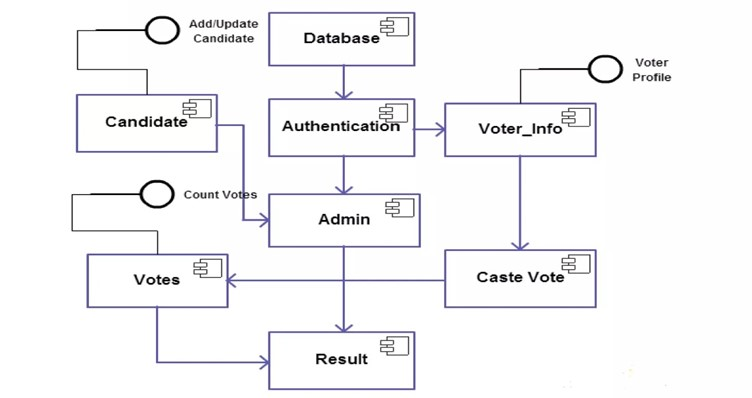 Add/Update
Candidate
Database
Voter
Profile
Candidate
Authentication
Voter_Info
Count Votes
Admin
Votes
Caste Vote
Result